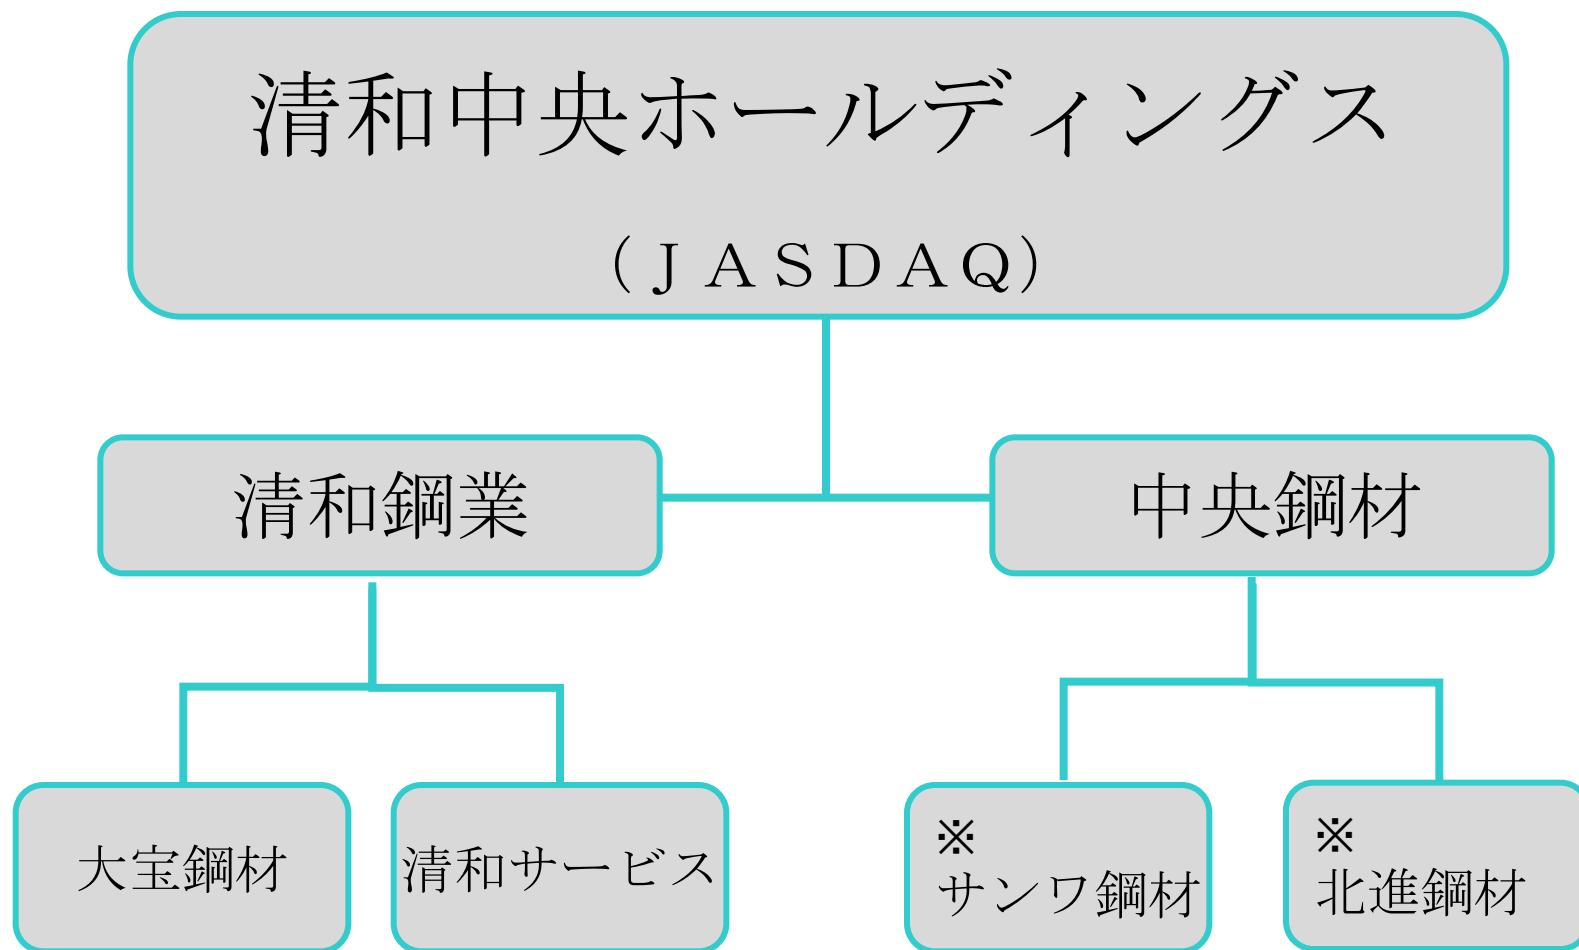 清和中央ホールディングス
（ＪＡＳＤＡＱ）
清和鋼業
中央鋼材
大宝鋼材
清和サービス
※
サンワ鋼材
※
北進鋼材